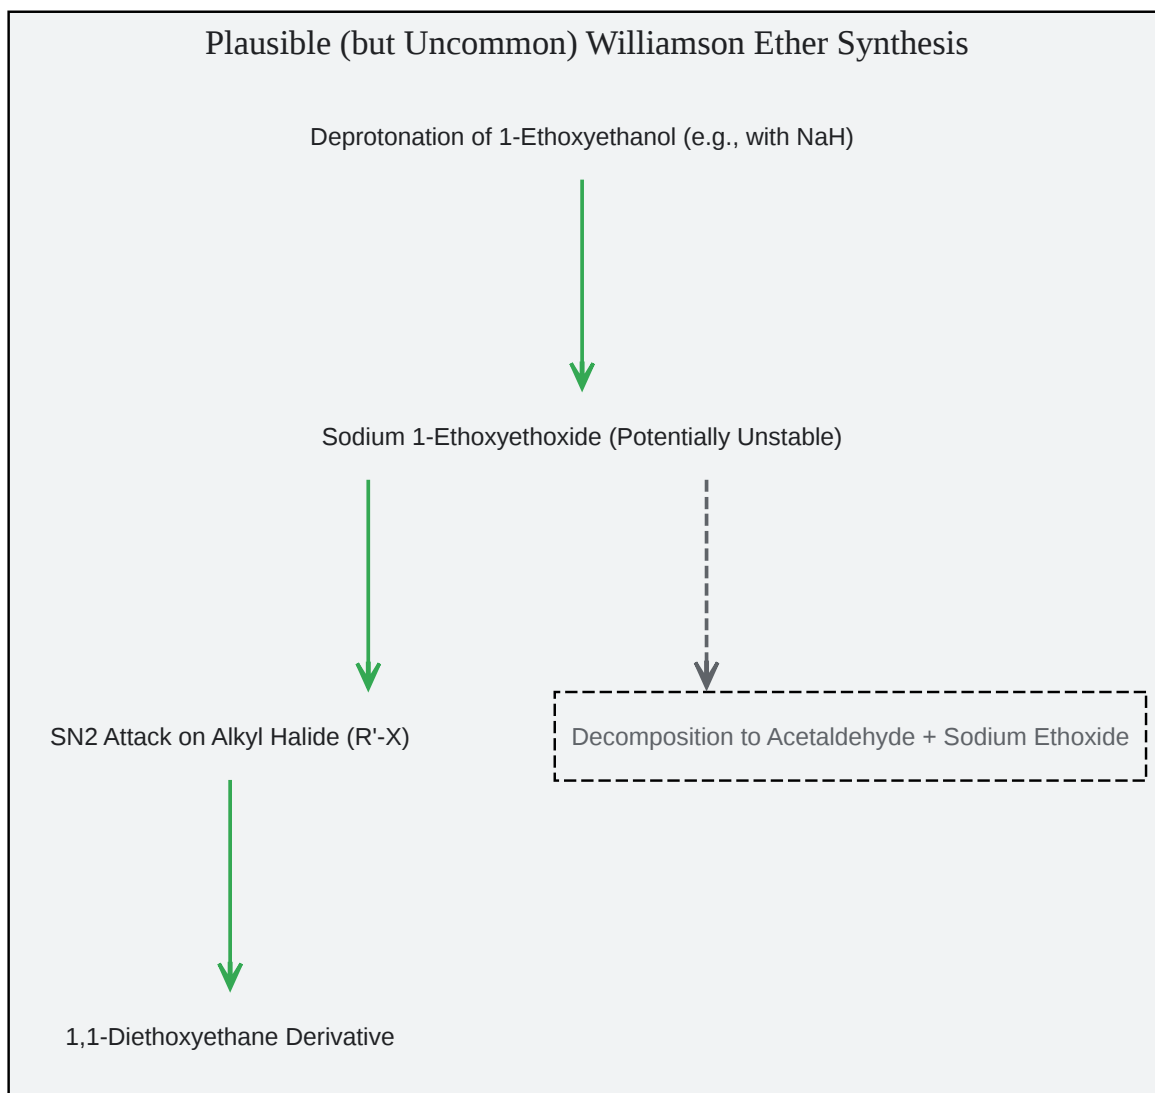 Plausible (but Uncommon) Williamson Ether Synthesis
Deprotonation of 1-Ethoxyethanol (e.g., with NaH)
Sodium 1-Ethoxyethoxide (Potentially Unstable)
SN2 Attack on Alkyl Halide (R'-X)
Decomposition to Acetaldehyde + Sodium Ethoxide
1,1-Diethoxyethane Derivative